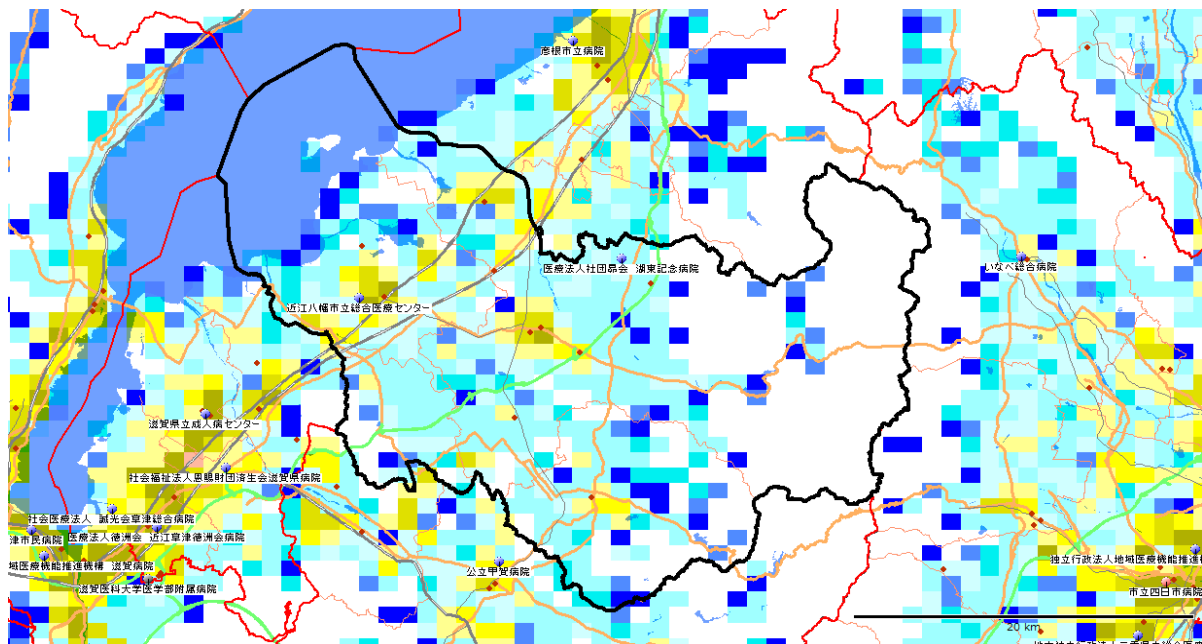 彦根市立病院
医療法人社団昴会 湖東記念病院
いなべ総合病院
近江八幡市立総合医療センター
滋賀県立成人病センター
社会福祉法人恩賜財団済生会滋賀県病院
社会医療法人 誠光会草津総合病院
津市民病院
医療法人徳洲会 近江草津徳洲会病院
域医療機能推進機構 滋賀病院
滋賀医科大学医学部附属病院
公立甲賀病院
独立行政法人地域医療機能推進機
市立四日市病院
20 km